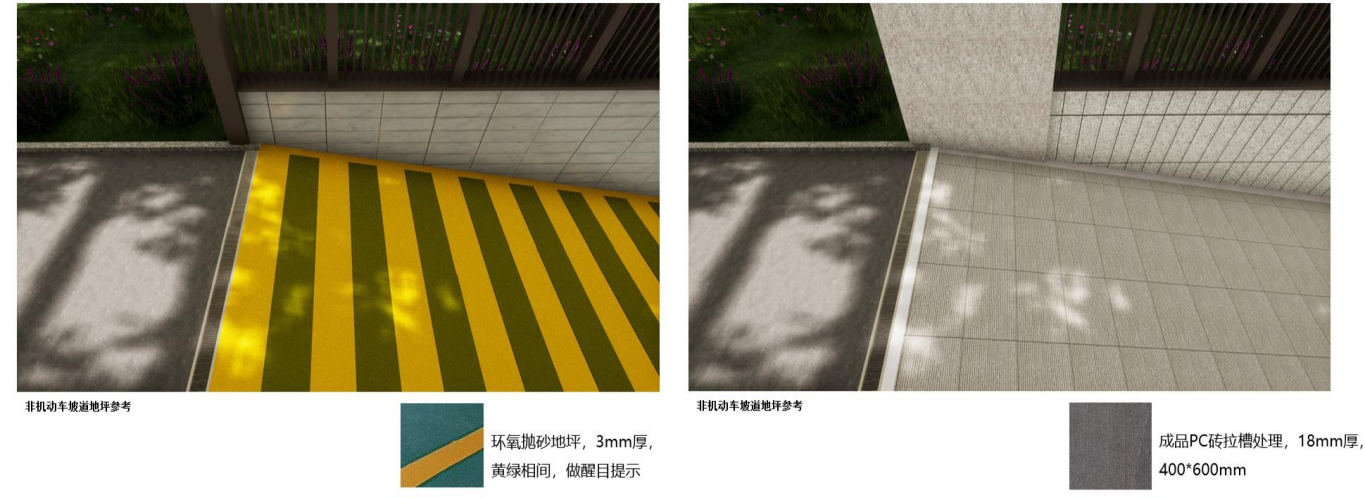 非机动车坡道地坪参考
环氧抛砂地坪，3mm厚，
黄绿相间，做醒目提示
非机动车坡道地坪参考
成品PC砖拉槽处理，18mm厚，
400*600mm